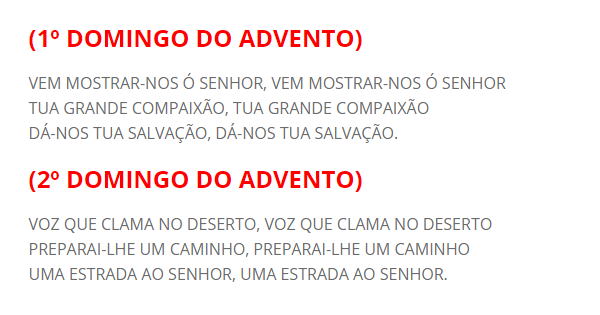 (1º DOMINGO DO ADVENTO)
VEM MOSTRAR-NOS Ó SENHOR, VEM MOSTRAR-NOS Ó SENHOR
TUA GRANDE COMPAIXÃO, TUA GRANDE COMPAIXÃO
DÁ-NOS TUA SALVAÇÃO, DÁ-NOS TUA SALVAÇÃO.
(2º DOMINGO DO ADVENTO)
VOZ QUE CLAMA NO DESERTO, VOZ QUE CLAMA NO DESERTO
PREPARAI-LHE UM CAMINHO, PREPARAI-LHE UM CAMINHO
UMA ESTRADA AO SENHOR, UMA ESTRADA AO SENHOR.